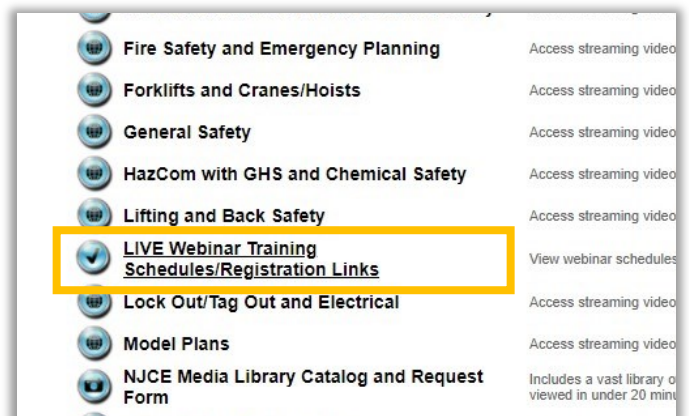 Fire Safety and Emergency Planning Access streaming video
Forklifts and Cranes/Hoists Access streaming video
General Safety Access streaming video
HazCom with GHS and Chemical Safety Access streaming video
Lifting and Back Safety Access streaming video
LIVE Webinar Training
Schedules/Registration Links View webinar schedules
Lock Out/Tag Out and Electrical Access streaming video
Model Plans Access streaming video
NJCE Media Library Catalog and Request
Form
Includes a vast library
viewed in under 20